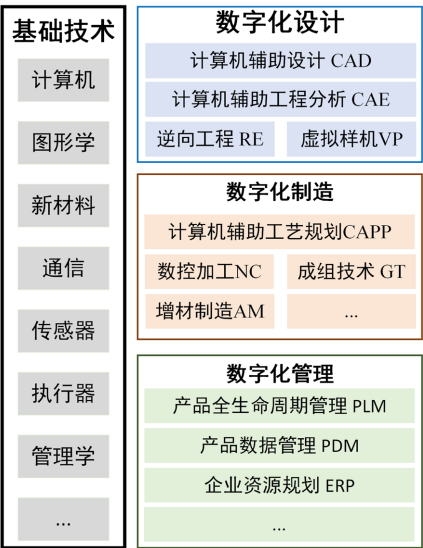 基础技术
计算机
图形学
新材料
通信
传感器
执行器
管理学
...
数字化设计
计算机辅助设计 CAD
计算机辅助工程分析 CAE
逆向工程 RE
虚拟样机VP
数字化制造
计算机辅助工艺规划CAPP
数控加工NC
成组技术 GT
增材制造AM
...
数字化管理
产品全生命周期管理 PLM
产品数据管理 PDM
企业资源规划 ERP
...